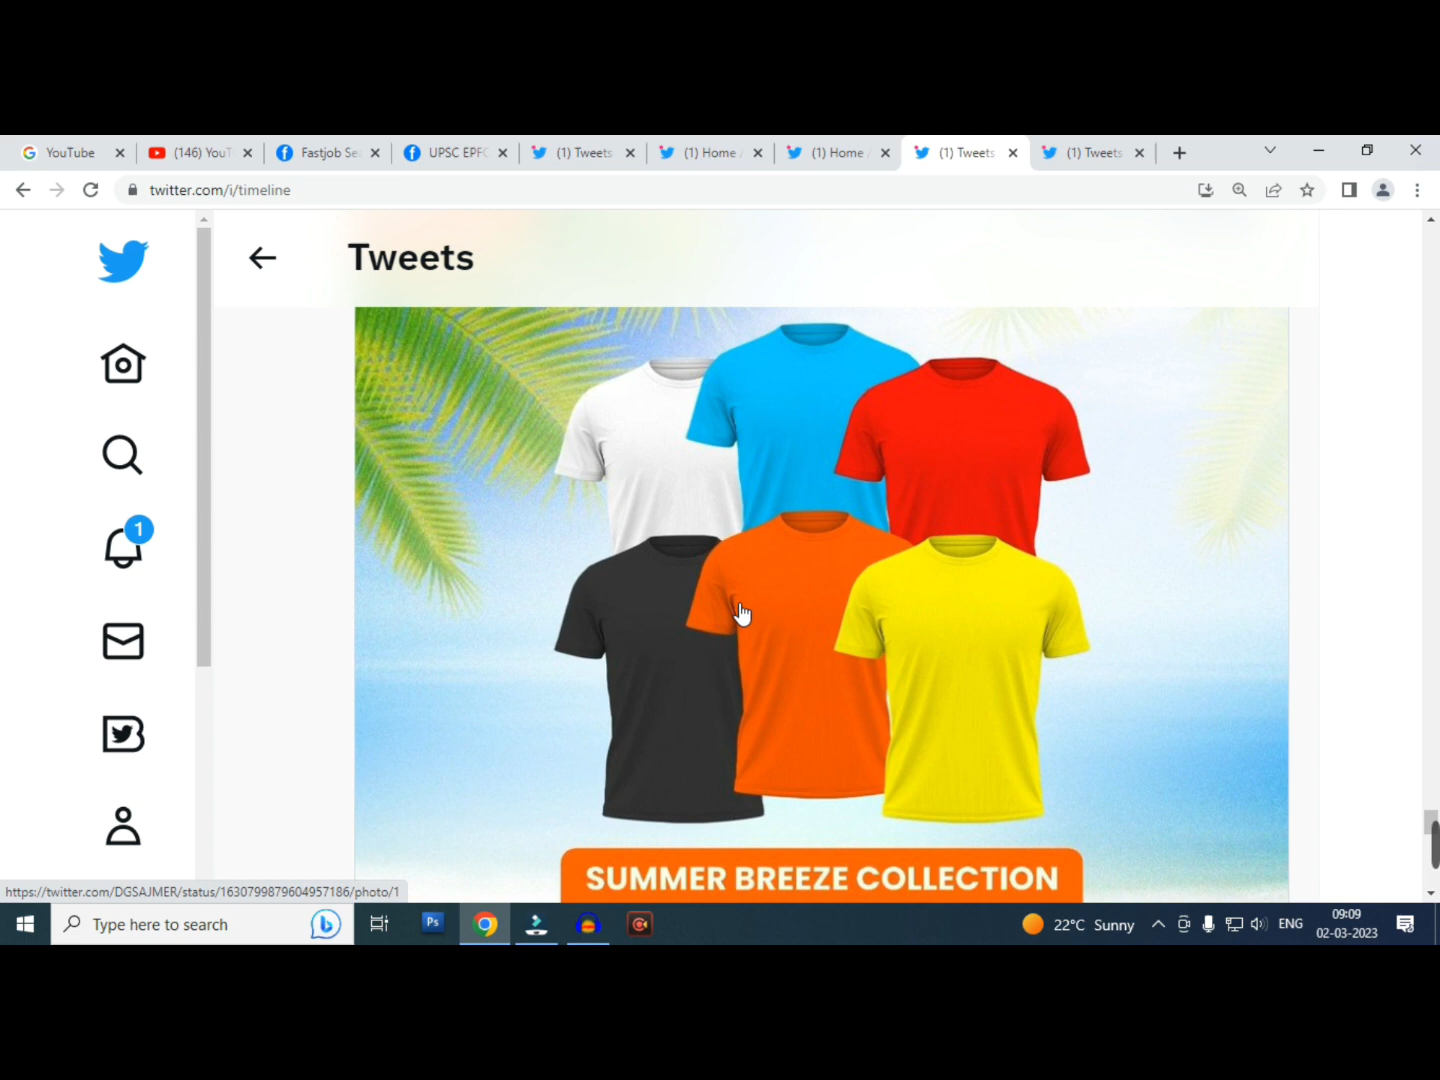 YouTube
(146) YouT
Fastjob Se
UPSC EPFC
(1) Tweets
(1) Home /
(1) Home /
(1) Tweets
(1) Tweets
twitter.com/i/timeline
Tweets
1
SUMMER BREEZE COLLECTION
https://twitter.com/DGSAJMER/status/1630799879604957186/photo/1
Type here to search
Ps
22°C Sunny
ENG
09:09
02-03-2023